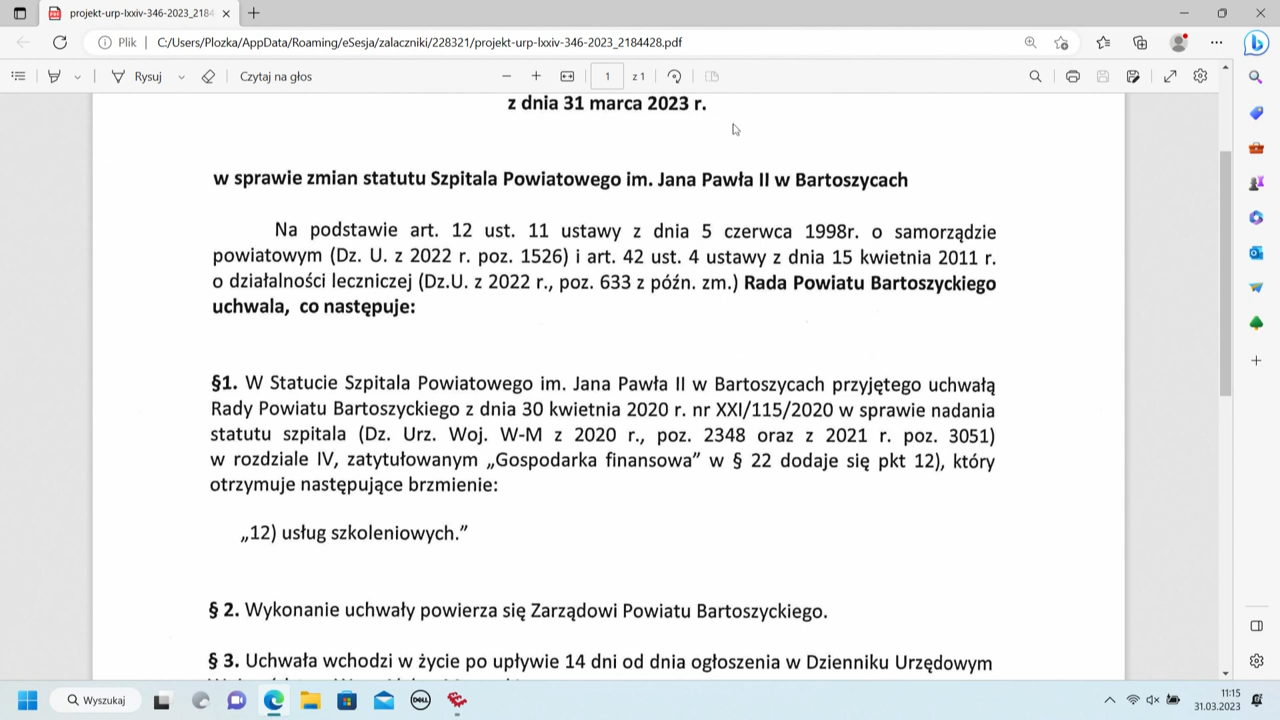 projekt-urp-lxxiv-346-2023_2184
Plik
C:/Users/Plozka/AppData/Roaming/eSesja/zalaczniki/228321/projekt-urp-lxxiv-346-2023_2184428.pdf
Rysuj
Czytaj na głos
1 z 1
z dnia 31 marca 2023 r.
w sprawie zmian statutu Szpitala Powiatowego im. Jana Pawła II w Bartoszycach
Na podstawie art. 12 ust. 11 ustawy z dnia 5 czerwca 1998r. o samorządzie
powiatowym (Dz. U. z 2022 r. poz. 1526) i art. 42 ust. 4 ustawy z dnia 15 kwietnia 2011 r.
o działalności leczniczej (Dz.U. z 2022 r., poz. 633 z późn. zm.) Rada Powiatu Bartoszyckiego
uchwala, co następuje:
§1. W Statucie Szpitala Powiatowego im. Jana Pawła II w Bartoszycach przyjętego uchwałą
Rady Powiatu Bartoszyckiego z dnia 30 kwietnia 2020 r. nr XXI/115/2020 w sprawie nadania
statutu szpitala (Dz. Urz. Woj. W-M z 2020 r., poz. 2348 oraz z 2021 r. poz. 3051)
w rozdziale IV, zatytułowanym „Gospodarka finansowa” w § 22 dodaje się pkt 12), który
otrzymuje następujące brzmienie:
„12) usług szkoleniowych.”
§ 2. Wykonanie uchwały powierza się Zarządowi Powiatu Bartoszyckiego.
§ 3. Uchwała wchodzi w życie po upływie 14 dni od dnia ogłoszenia w Dzienniku Urzędowym
Wyszukaj
DELL
11:15
31.03.2023